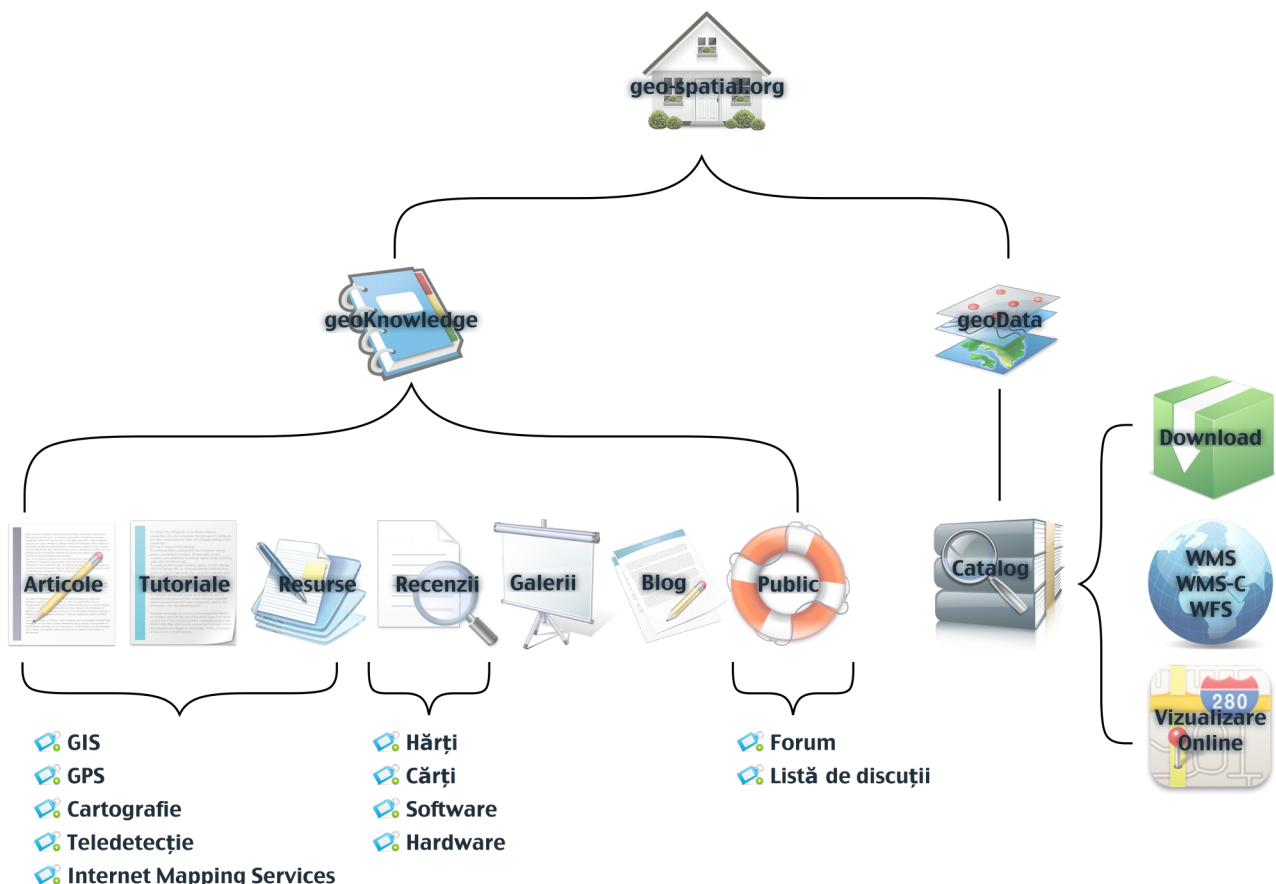 geo-spatial.org
geoKnowledge
geoData
Download
Articole
Tutoriale
Resurse
Recenzii
Galerii
Blog
Public
Catalog
WMS
WMS-C
WFS
280
Vizualizare
Online
GIS
GPS
Cartografie
Teledetecție
Internet Mapping Services
Hărți
Cărți
Software
Hardware
Forum
Listă de discuții